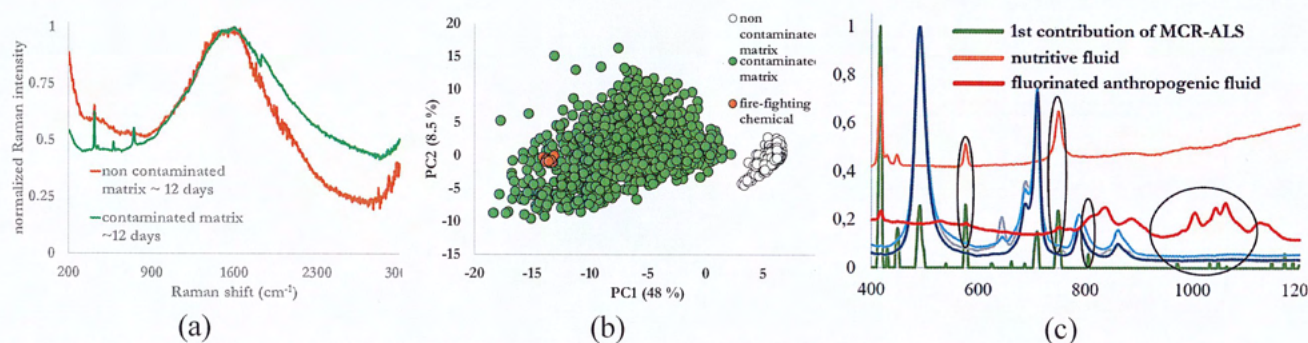 normalized Raman intensity
1
0.75
0.5
0.25
0
non contaminated
matrix ~ 12 days
contaminated matrix
~12 days
200
900
1600
2300
300
Raman shift (cm-1)
(a)
PC2 (8.5 %)
20
15
10
5
0
-5
-10
-15
-20
-15
-10
-5
0
5
10
PC1 (48 %)
non
contaminated
matrix
contaminated
matrix
fire-fighting
chemical
(b)
1
0,8
0,6
0,4
0,2
0
1st contribution of MCR-ALS
nutritive fluid
fluorinated anthropogenic fluid
400
600
800
1000
120
(c)